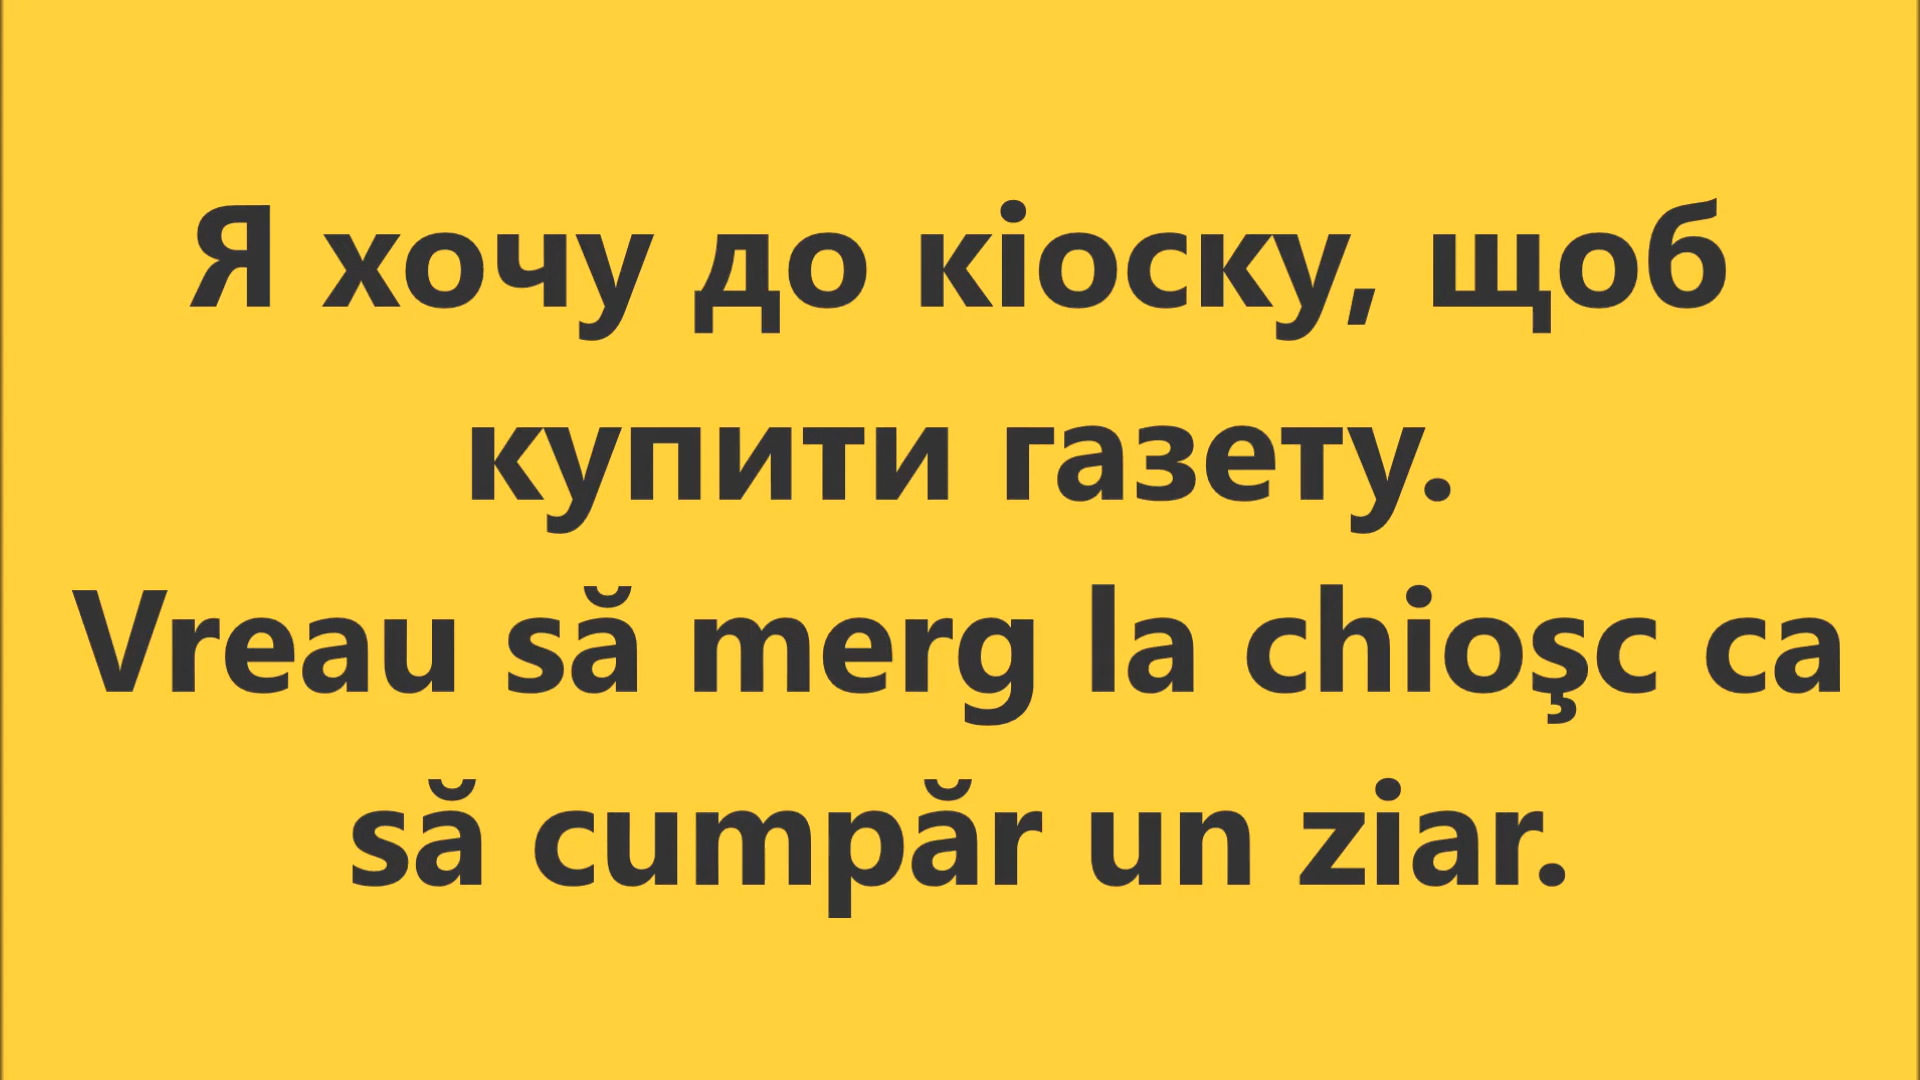 Я хочу до кіоску, щоб
купити газету.
Vreau să merg la chioşc ca
să cumpăr un ziar.